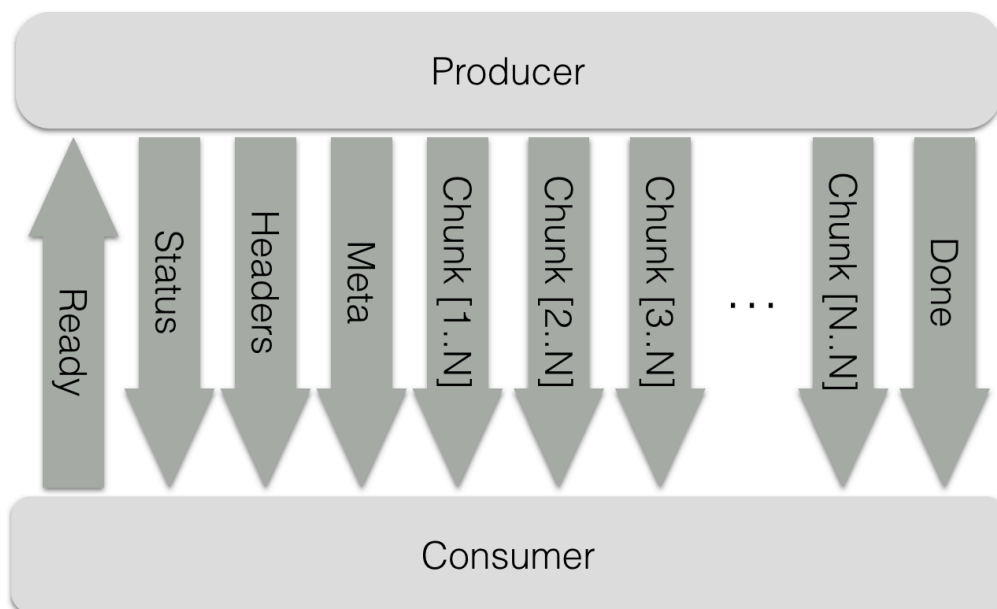 Producer
Ready
Status
Headers
Meta
Chunk [1..N]
Chunk [2..N]
Chunk [3..N]
...
Chunk [N..N]
Done
Consumer